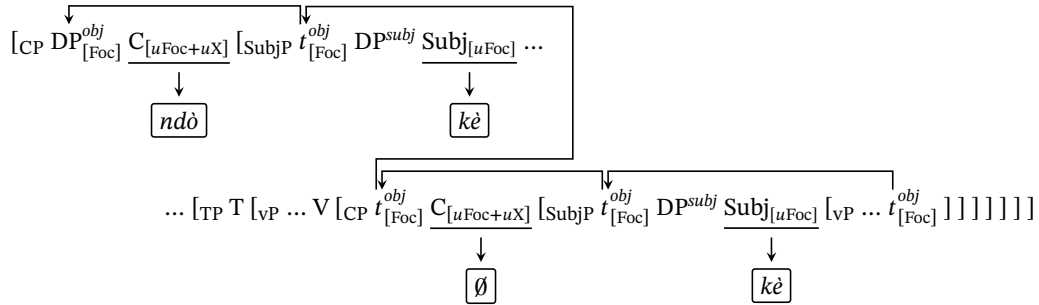 [CP DP^obj_[Foc] C_[uFoc+uX] [SubjP t^obj_[Foc] DP^subj Subj_[uFoc] ...
ndò kè
... [TP T [vP ... V [CP t^obj_[Foc] C_[uFoc+uX] [SubjP t^obj_[Foc] DP^subj Subj_[uFoc] [vP ... t^obj_[Foc] ] ] ] ] ] ] ]
Ø kè